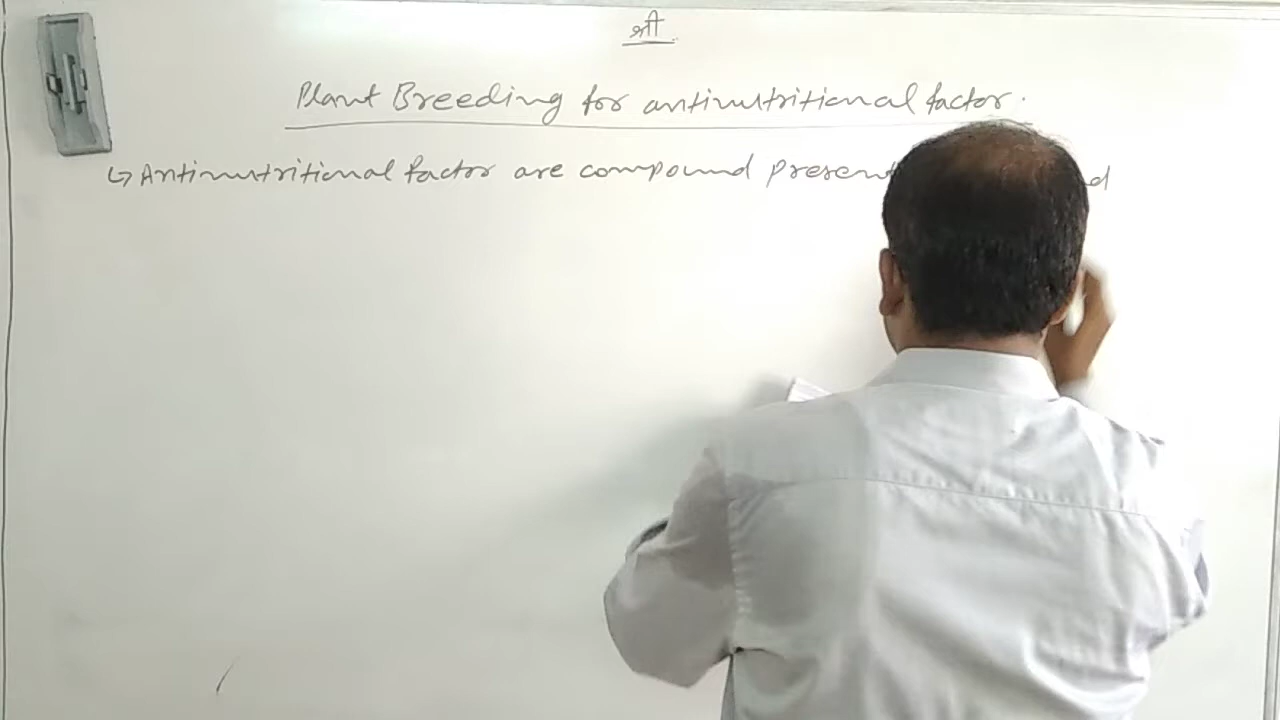 श्री
Plant Breeding for antinutritional factor.
↳ Antinutritional factor are compound present